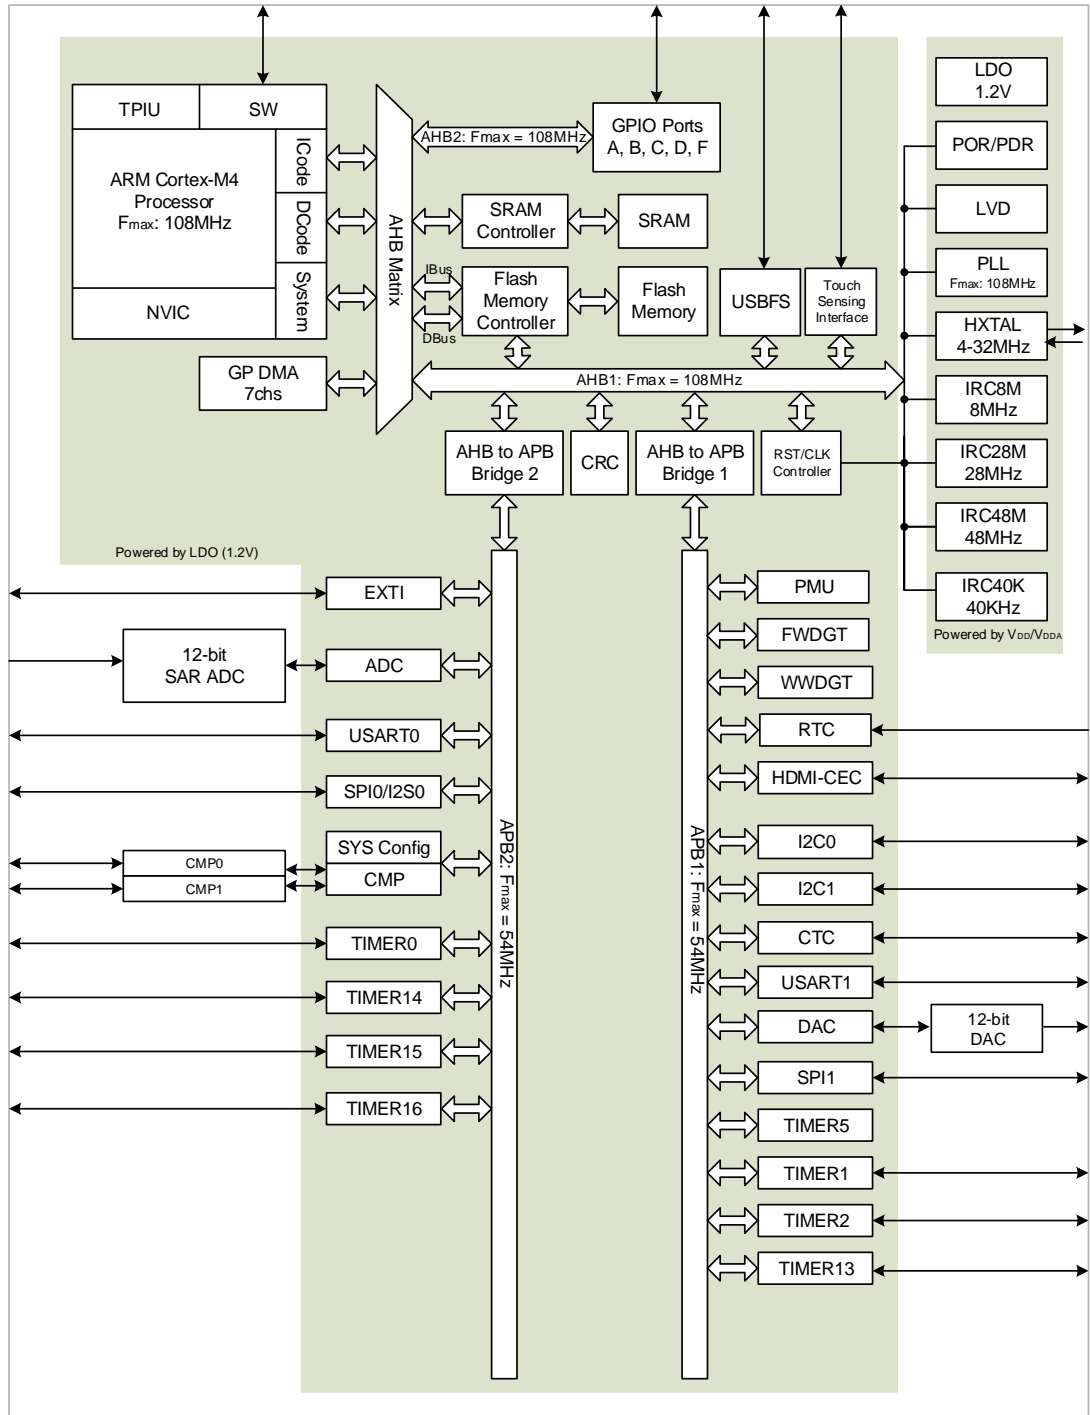 TPIU
SW
ICode
DCode
System
ARM Cortex-M4
Processor
Fmax: 108MHz
NVIC
GP DMA
7chs
AHB Matrix
AHB2: Fmax = 108MHz
GPIO Ports
A, B, C, D, F
SRAM
Controller
SRAM
IBus
DBus
Flash
Memory
Controller
Flash
Memory
USBFS
Touch
Sensing
Interface
AHB1: Fmax = 108MHz
AHB to APB
Bridge 2
CRC
AHB to APB
Bridge 1
RST/CLK
Controller
LDO
1.2V
POR/PDR
LVD
PLL
Fmax: 108MHz
HXTAL
4-32MHz
IRC8M
8MHz
IRC28M
28MHz
IRC48M
48MHz
IRC40K
40KHz
Powered by VDD/VDDA
Powered by LDO (1.2V)
EXTI
12-bit
SAR ADC
ADC
USART0
SPI0/I2S0
SYS Config
CMP
CMP0
CMP1
TIMER0
TIMER14
TIMER15
TIMER16
APB2: Fmax = 54MHz
APB1: Fmax = 54MHz
PMU
FWDGT
WWDGT
RTC
HDMI-CEC
I2C0
I2C1
CTC
USART1
DAC
12-bit
DAC
SPI1
TIMER5
TIMER1
TIMER2
TIMER13